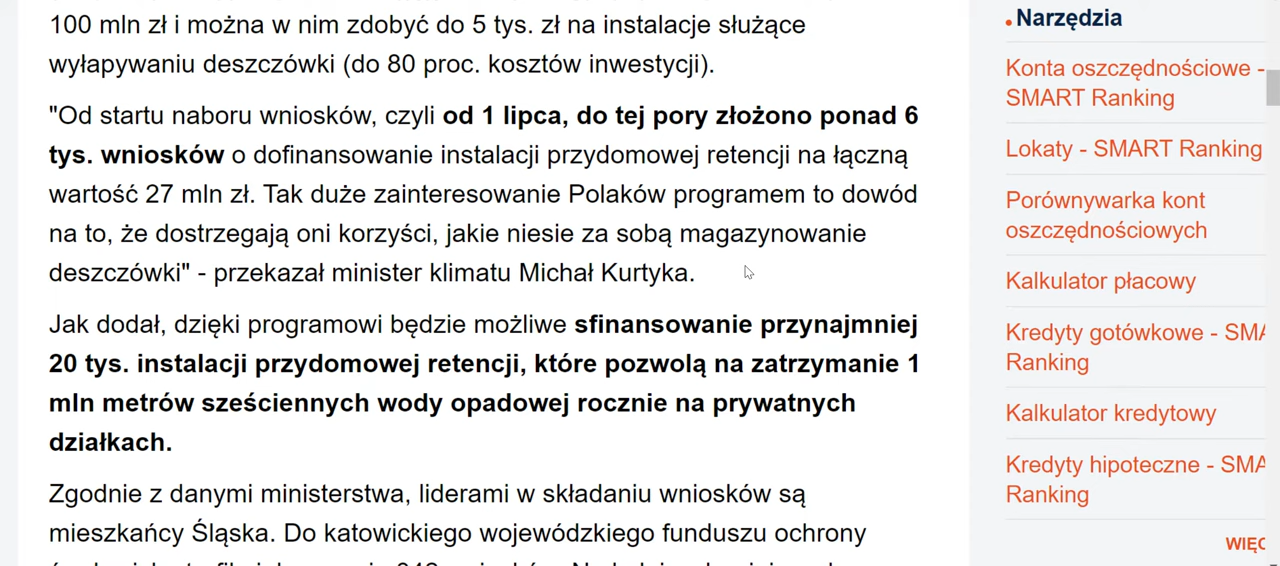 100 mln zł i można w nim zdobyć do 5 tys. zł na instalacje służące
wyłapywaniu deszczówki (do 80 proc. kosztów inwestycji).
"Od startu naboru wniosków, czyli od 1 lipca, do tej pory złożono ponad 6
tys. wniosków o dofinansowanie instalacji przydomowej retencji na łączną
wartość 27 mln zł. Tak duże zainteresowanie Polaków programem to dowód
na to, że dostrzegają oni korzyści, jakie niesie za sobą magazynowanie
deszczówki" - przekazał minister klimatu Michał Kurtyka.
Jak dodał, dzięki programowi będzie możliwe sfinansowanie przynajmniej
20 tys. instalacji przydomowej retencji, które pozwolą na zatrzymanie 1
mln metrów sześciennych wody opadowej rocznie na prywatnych
działkach.
Zgodnie z danymi ministerstwa, liderami w składaniu wniosków są
mieszkańcy Śląska. Do katowickiego wojewódzkiego funduszu ochrony
Narzędzia
Konta oszczędnościowe -
SMART Ranking
Lokaty - SMART Ranking
Porównywarka kont
oszczędnościowych
Kalkulator płacowy
Kredyty gotówkowe - SMA
Ranking
Kalkulator kredytowy
Kredyty hipoteczne - SMA
Ranking
WIĘC